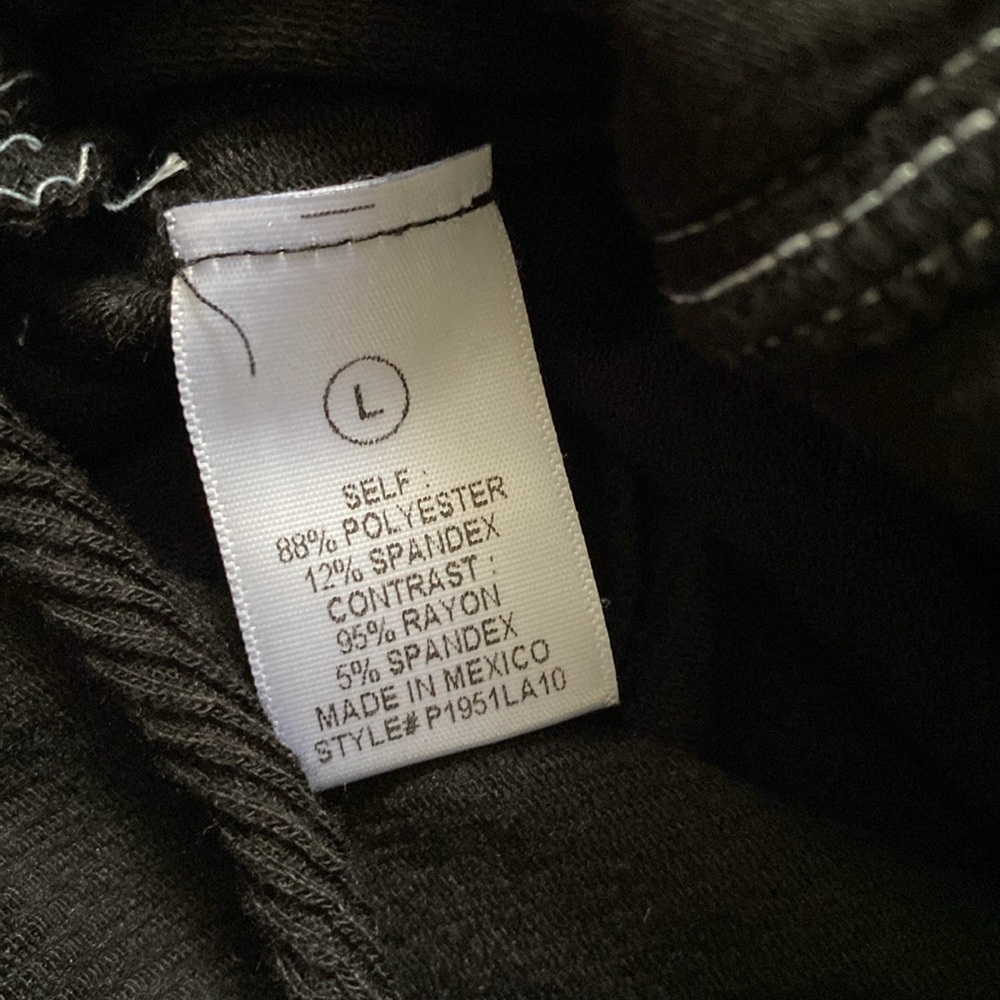 L
SELF :
88% POLYESTER
12% SPANDEX
CONTRAST :
95% RAYON
5% SPANDEX
MADE IN MEXICO
STYLE# P1951LA10